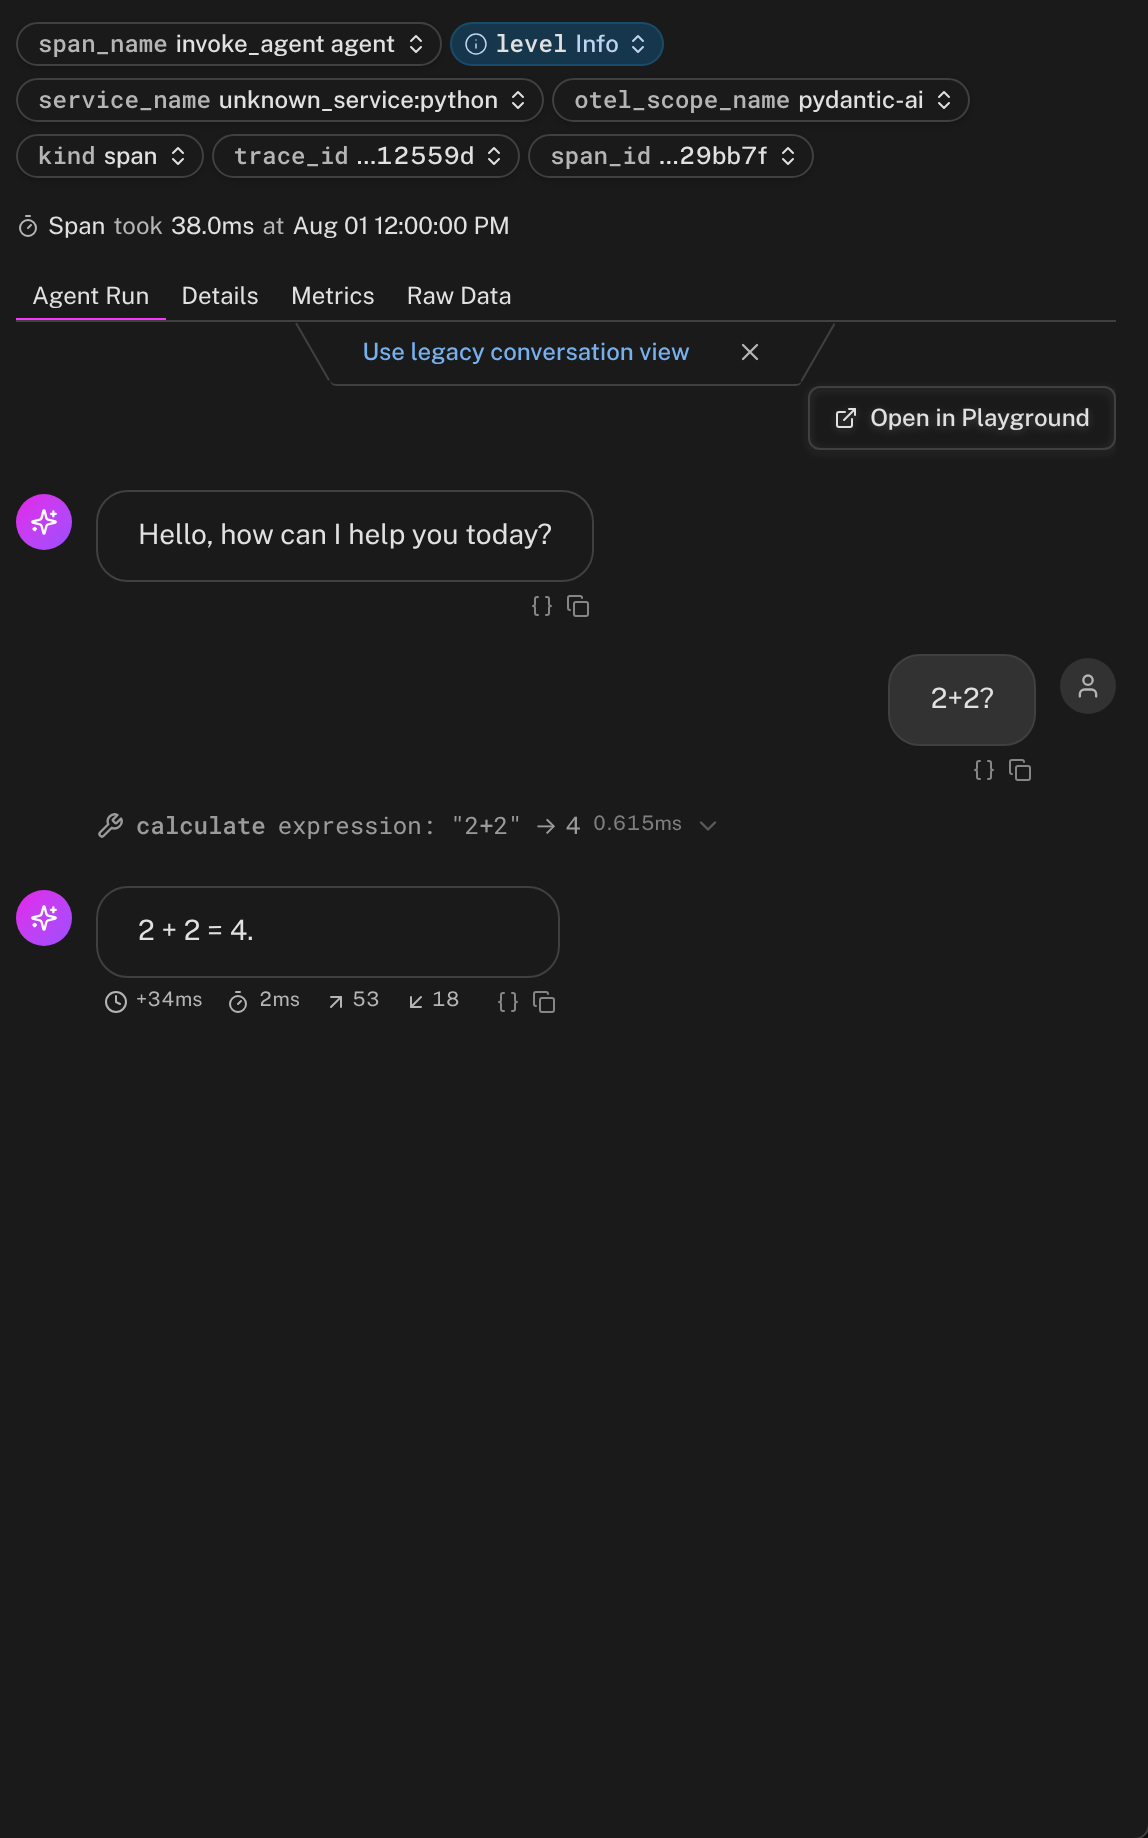 span_name invoke_agent agent level Info
service_name unknown_service:python otel_scope_name pydantic-ai
kind span trace_id ...12559d span_id ...29bb7f
Span took 38.0ms at Aug 01 12:00:00 PM
Agent Run Details Metrics Raw Data
Use legacy conversation view
Open in Playground
Hello, how can I help you today?
{}
2+2?
{}
calculate expression: "2+2" → 4 0.615ms
2 + 2 = 4.
+34ms 2ms 53 18 {}